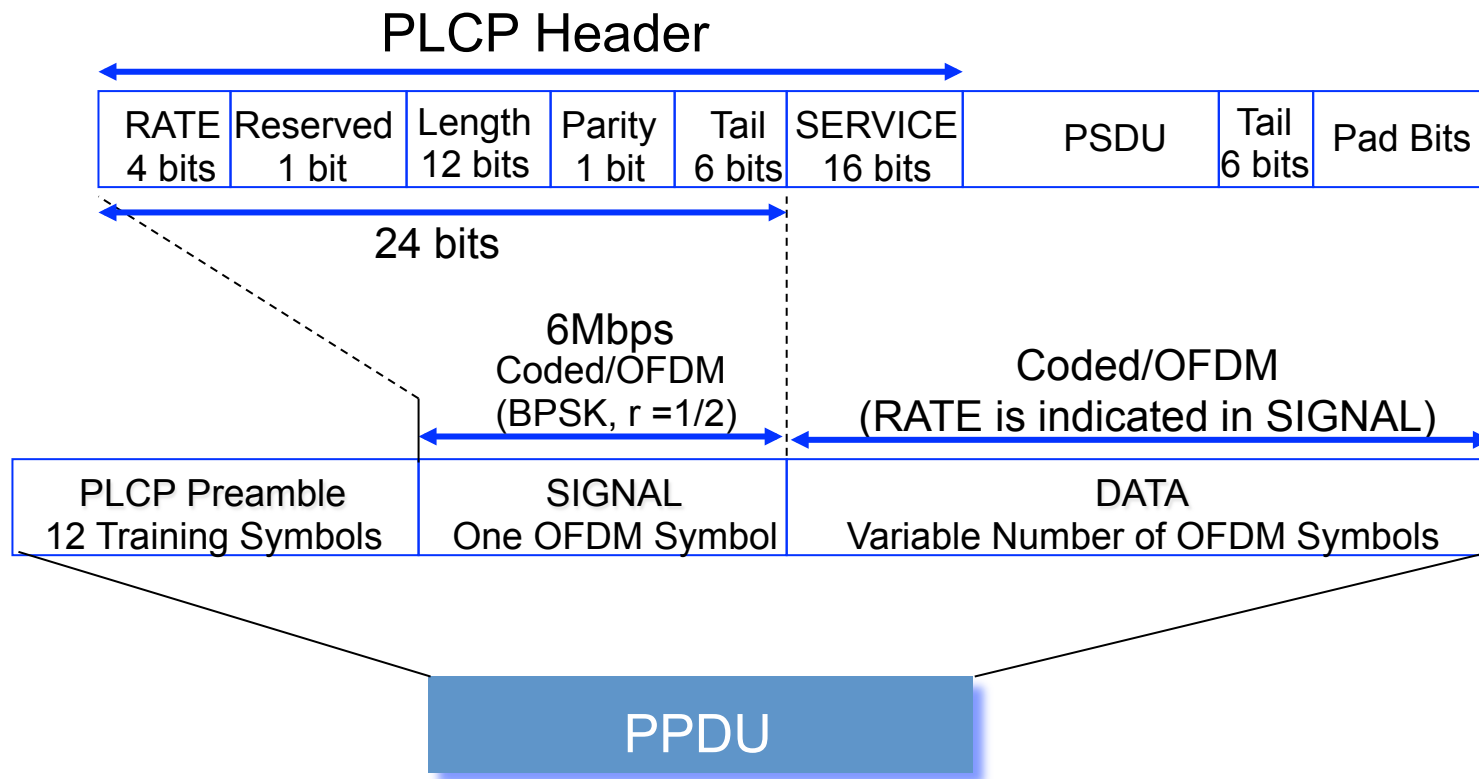 PLCP Header
RATE
4 bits
Reserved
1 bit
Length
12 bits
Parity
1 bit
Tail
6 bits
SERVICE
16 bits
PSDU
Tail
6 bits
Pad Bits
24 bits
6Mbps
Coded/OFDM
(BPSK, r =1/2)
Coded/OFDM
(RATE is indicated in SIGNAL)
PLCP Preamble
12 Training Symbols
SIGNAL
One OFDM Symbol
DATA
Variable Number of OFDM Symbols
PPDU